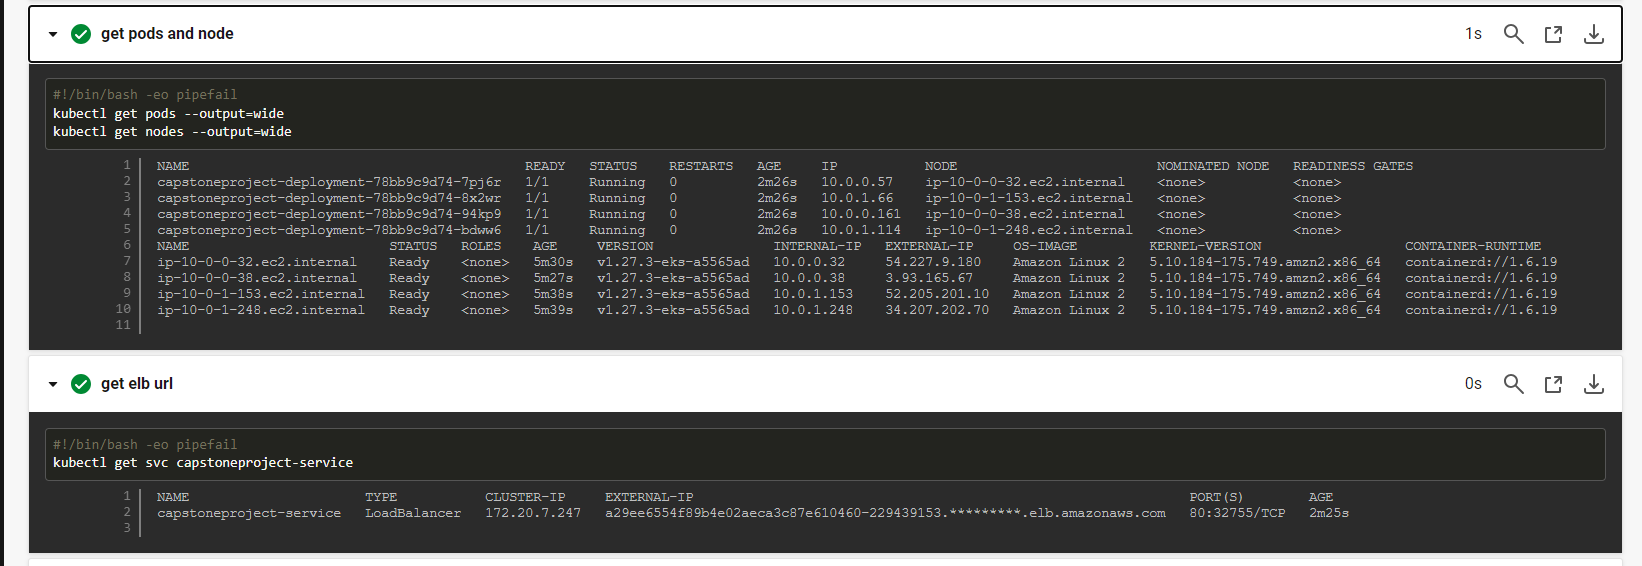 get pods and node 1s
#!/bin/bash -eo pipefail
kubectl get pods --output=wide
kubectl get nodes --output=wide
1 NAME READY STATUS RESTARTS AGE IP NODE NOMINATED NODE READINESS GATES
2 capstoneproject-deployment-78bb9c9d74-7pj6r 1/1 Running 0 2m26s 10.0.0.57 ip-10-0-0-32.ec2.internal <none> <none>
3 capstoneproject-deployment-78bb9c9d74-8x2wr 1/1 Running 0 2m26s 10.0.1.66 ip-10-0-1-153.ec2.internal <none> <none>
4 capstoneproject-deployment-78bb9c9d74-94kp9 1/1 Running 0 2m26s 10.0.0.161 ip-10-0-0-38.ec2.internal <none> <none>
5 capstoneproject-deployment-78bb9c9d74-bdww6 1/1 Running 0 2m26s 10.0.1.114 ip-10-0-1-248.ec2.internal <none> <none>
6 NAME STATUS ROLES AGE VERSION INTERNAL-IP EXTERNAL-IP OS-IMAGE KERNEL-VERSION CONTAINER-RUNTIME
7 ip-10-0-0-32.ec2.internal Ready <none> 5m30s v1.27.3-eks-a5565ad 10.0.0.32 54.227.9.180 Amazon Linux 2 5.10.184-175.749.amzn2.x86_64 containerd://1.6.19
8 ip-10-0-0-38.ec2.internal Ready <none> 5m27s v1.27.3-eks-a5565ad 10.0.0.38 3.93.165.67 Amazon Linux 2 5.10.184-175.749.amzn2.x86_64 containerd://1.6.19
9 ip-10-0-1-153.ec2.internal Ready <none> 5m38s v1.27.3-eks-a5565ad 10.0.1.153 52.205.201.10 Amazon Linux 2 5.10.184-175.749.amzn2.x86_64 containerd://1.6.19
10 ip-10-0-1-248.ec2.internal Ready <none> 5m39s v1.27.3-eks-a5565ad 10.0.1.248 34.207.202.70 Amazon Linux 2 5.10.184-175.749.amzn2.x86_64 containerd://1.6.19
11
get elb url 0s
#!/bin/bash -eo pipefail
kubectl get svc capstoneproject-service
1 NAME TYPE CLUSTER-IP EXTERNAL-IP PORT(S) AGE
2 capstoneproject-service LoadBalancer 172.20.7.247 a29ee6554f89b4e02aeca3c87e610460-229439153.*********.elb.amazonaws.com 80:32755/TCP 2m25s
3